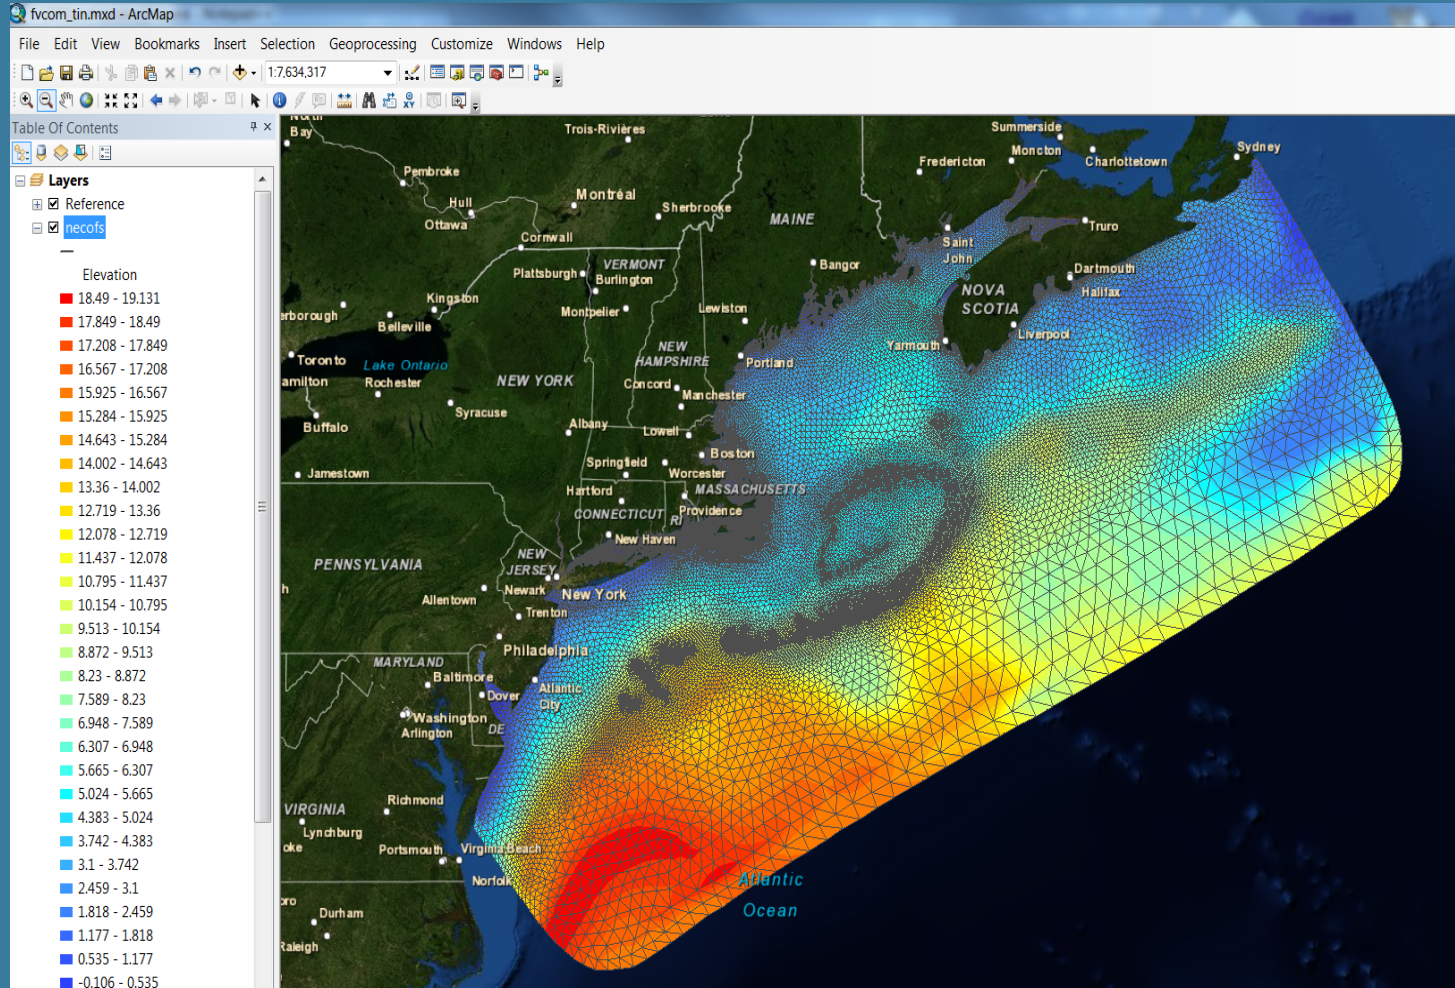 fvcom_tin.mxd - ArcMap
File Edit View Bookmarks Insert Selection Geoprocessing Customize Windows Help
1:7,634,317
Table Of Contents
Layers
Reference
necofs
Elevation
18.49 - 19.131
17.849 - 18.49
17.208 - 17.849
16.567 - 17.208
15.925 - 16.567
15.284 - 15.925
14.643 - 15.284
14.002 - 14.643
13.36 - 14.002
12.719 - 13.36
12.078 - 12.719
11.437 - 12.078
10.795 - 11.437
10.154 - 10.795
9.513 - 10.154
8.872 - 9.513
8.23 - 8.872
7.589 - 8.23
6.948 - 7.589
6.307 - 6.948
5.665 - 6.307
5.024 - 5.665
4.383 - 5.024
3.742 - 4.383
3.1 - 3.742
2.459 - 3.1
1.818 - 2.459
1.177 - 1.818
0.535 - 1.177
-0.106 - 0.535
Bay
Trois-Rivières
Summerside
Moncton
Charlottetown
Sydney
Fredericton
Pembroke
Montréal
Hull
Ottawa
Sherbrooke
MAINE
Truro
Cornwall
Saint
John
Plattsburgh
VERMONT
Burlington
Bangor
Dartmouth
Halifax
NOVA
SCOTIA
Kingston
erborough
Belleville
Montpelier
Lewiston
Liverpool
Yarmouth
Toronto
Lake Ontario
NEW
HAMPSHIRE
Portland
amilton
Rochester
NEW YORK
Concord
Manchester
Syracuse
Buffalo
Albany
Lowell
Boston
Jamestown
Springfield
Worcester
Hartford
MASSACHUSETTS
CONNECTICUT
RI
Providence
New Haven
PENNSYLVANIA
NEW
JERSEY
h
Newark
New York
Allentown
Trenton
Philadelphia
MARYLAND
Baltimore
Dover
Atlantic
City
Washington
Arlington
DE
Richmond
VIRGINIA
Lynchburg
oke
Portsmouth
Virginia Beach
Norfolk
Atlantic
Ocean
oro
Durham
Raleigh